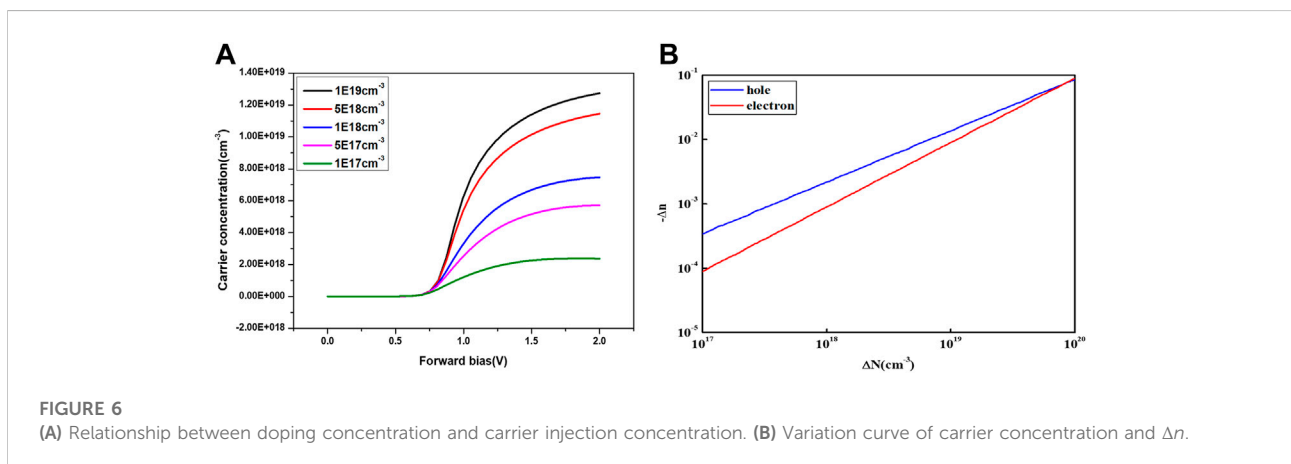 A
B
1.40E+019
1.20E+019
1.00E+019
8.00E+018
6.00E+018
4.00E+018
2.00E+018
0.00E+000
-2.00E+018
Carrier concentration(cm⁻³)
1E19cm⁻³
5E18cm⁻³
1E18cm⁻³
5E17cm⁻³
1E17cm⁻³
0.0 0.5 1.0 1.5 2.0
Forward bias(V)
10⁻¹
10⁻²
10⁻³
10⁻⁴
10⁻⁵
-Δn
hole
electron
10¹⁷ 10¹⁸ 10¹⁹ 10²⁰
ΔN(cm⁻³)
FIGURE 6
(A) Relationship between doping concentration and carrier injection concentration. (B) Variation curve of carrier concentration and Δn.